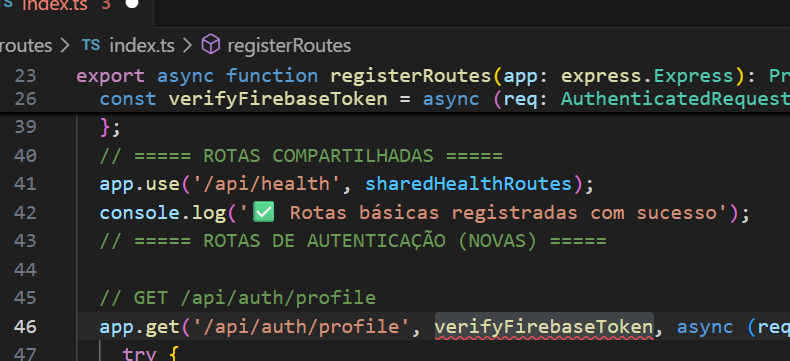 TS index.ts 3 ●
routes > TS index.ts > registerRoutes
23 export async function registerRoutes(app: express.Express): Pr
26 const verifyFirebaseToken = async (req: AuthenticatedRequest
39 };
40 // ===== ROTAS COMPARTILHADAS =====
41 app.use('/api/health', sharedHealthRoutes);
42 console.log('✅ Rotas básicas registradas com sucesso');
43 // ===== ROTAS DE AUTENTICAÇÃO (NOVAS) =====
44
45 // GET /api/auth/profile
46 app.get('/api/auth/profile', verifyFirebaseToken, async (req
47 try {